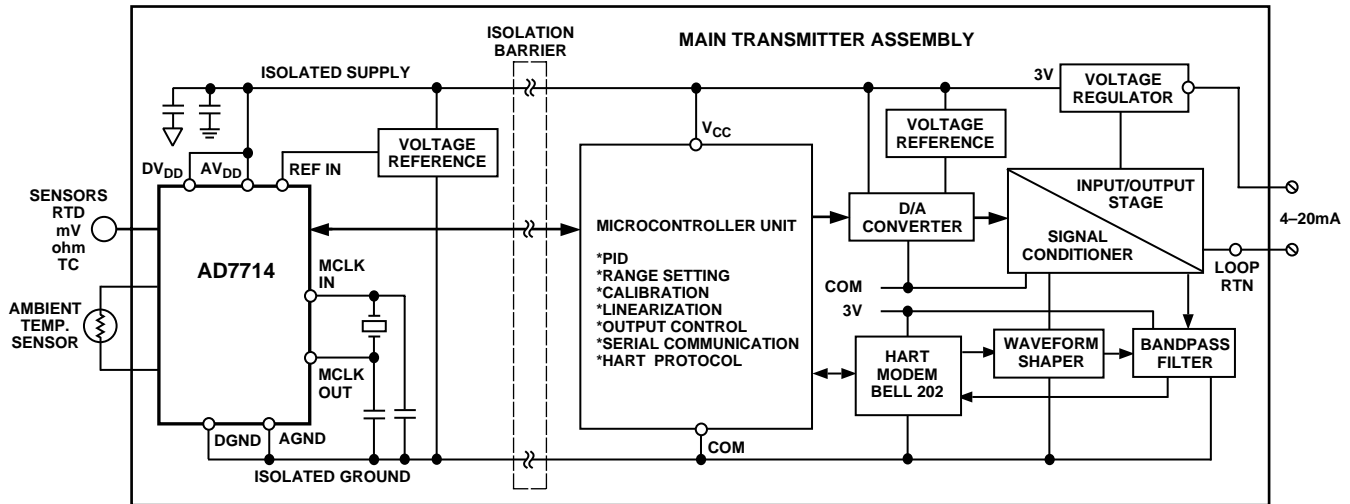 ISOLATION
BARRIER
MAIN TRANSMITTER ASSEMBLY
ISOLATED SUPPLY
3V
VOLTAGE
REGULATOR
VCC
VOLTAGE
REFERENCE
VOLTAGE
REFERENCE
DVDD
AVDD
REF IN
SENSORS
RTD
mV
ohm
TC
INPUT/OUTPUT
STAGE
SIGNAL
CONDITIONER
4–20mA
D/A
CONVERTER
MICROCONTROLLER UNIT
*PID
*RANGE SETTING
*CALIBRATION
*LINEARIZATION
*OUTPUT CONTROL
*SERIAL COMMUNICATION
*HART PROTOCOL
AD7714
MCLK
IN
LOOP
RTN
COM
3V
AMBIENT
TEMP.
SENSOR
HART
MODEM
BELL 202
WAVEFORM
SHAPER
BANDPASS
FILTER
MCLK
OUT
DGND
AGND
COM
ISOLATED GROUND